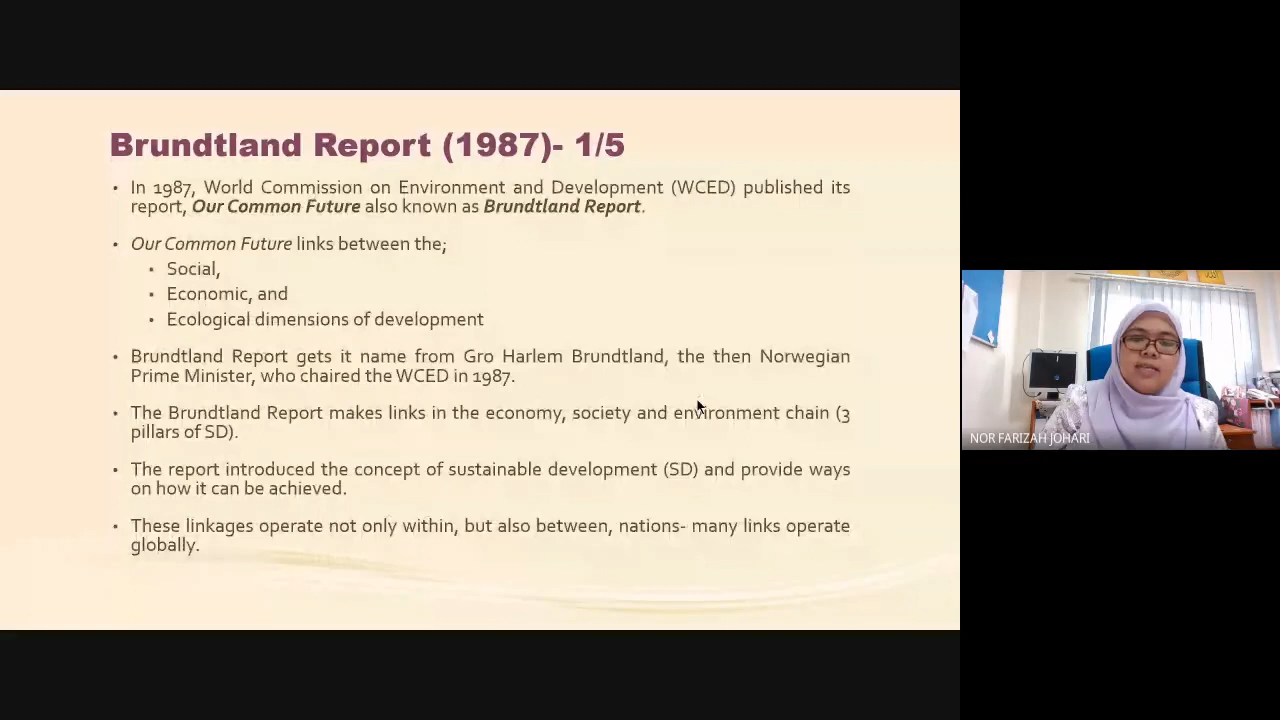 Brundtland Report (1987)- 1/5
• In 1987, World Commission on Environment and Development (WCED) published its
report, Our Common Future also known as Brundtland Report.
• Our Common Future links between the;
• Social,
• Economic, and
• Ecological dimensions of development
• Brundtland Report gets it name from Gro Harlem Brundtland, the then Norwegian
Prime Minister, who chaired the WCED in 1987.
• The Brundtland Report makes links in the economy, society and environment chain (3
pillars of SD).
• The report introduced the concept of sustainable development (SD) and provide ways
on how it can be achieved.
• These linkages operate not only within, but also between, nations- many links operate
globally.
NOR FARIZAH JOHARI